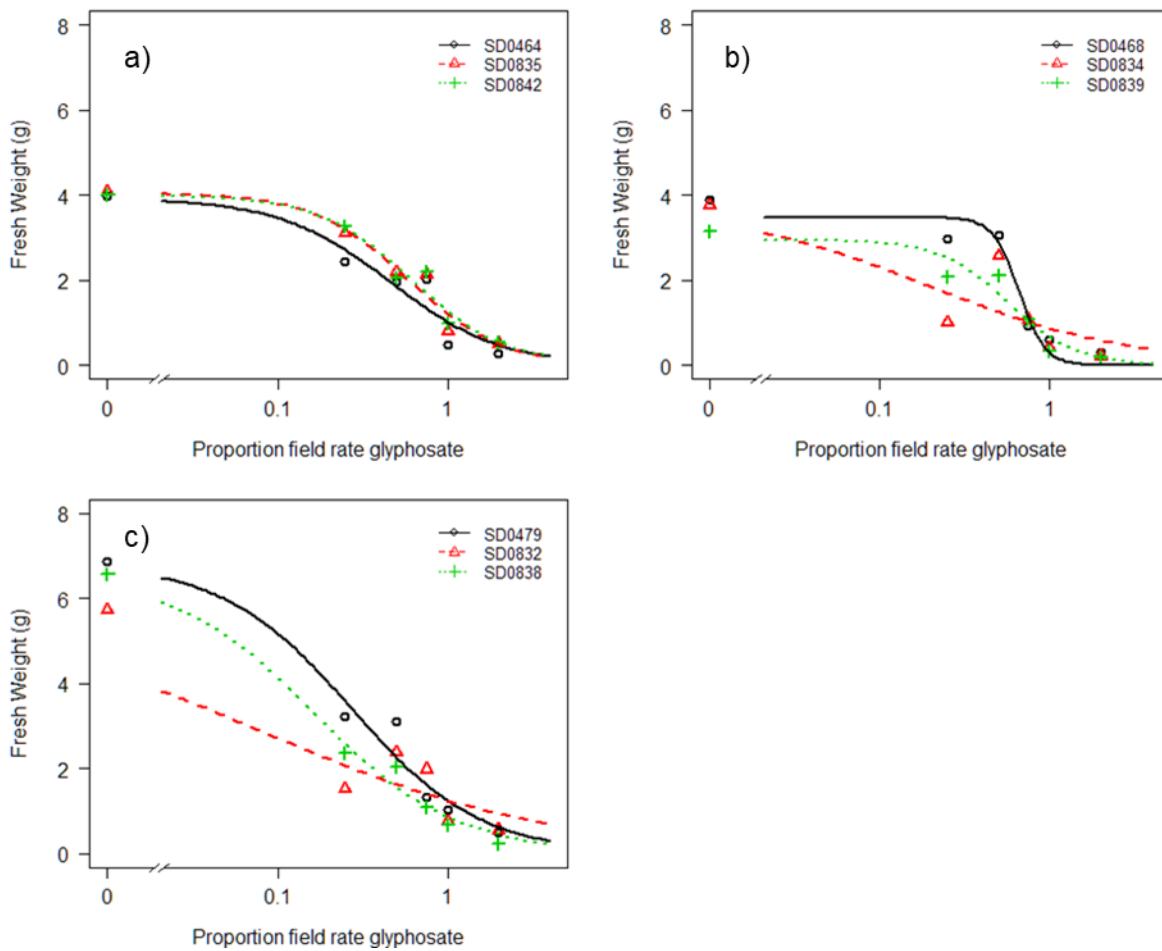 a)
SD0464
SD0835
SD0842
8
6
4
2
0
Fresh Weight (g)
0
0.1
1
Proportion field rate glyphosate
b)
SD0468
SD0834
SD0839
8
6
4
2
0
Fresh Weight (g)
0
0.1
1
Proportion field rate glyphosate
c)
SD0479
SD0832
SD0838
8
6
4
2
0
Fresh Weight (g)
0
0.1
1
Proportion field rate glyphosate